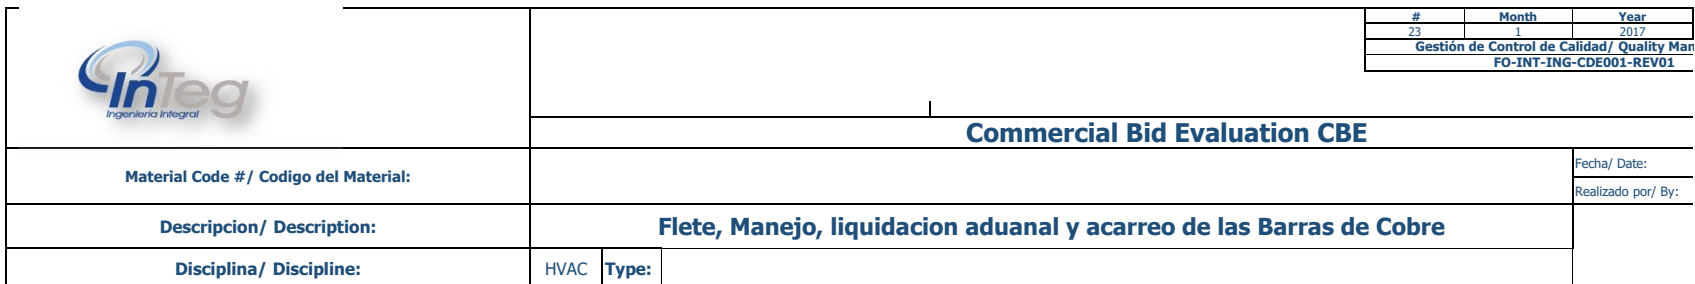 # Month Year
23 1 2017
Gestión de Control de Calidad/ Quality Man
FO-INT-ING-CDE001-REV01
InTeg
Ingeniería Integral
Commercial Bid Evaluation CBE
Material Code #/ Codigo del Material:
Fecha/ Date:
Realizado por/ By:
Descripcion/ Description:
Flete, Manejo, liquidacion aduanal y acarreo de las Barras de Cobre
Disciplina/ Discipline:
HVAC Type: